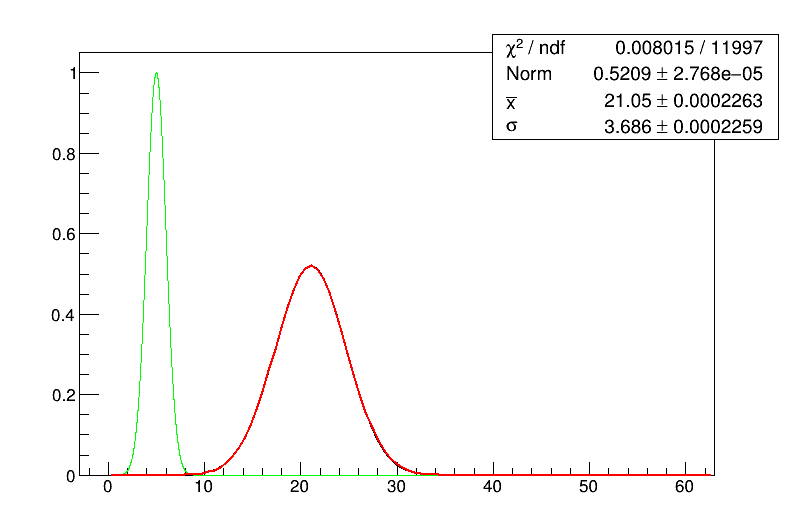 χ² / ndf 0.008015 / 11997
Norm 0.5209 ± 2.768e−05
x̅ 21.05 ± 0.0002263
σ 3.686 ± 0.0002259
1
0.8
0.6
0.4
0.2
0
0 10 20 30 40 50 60